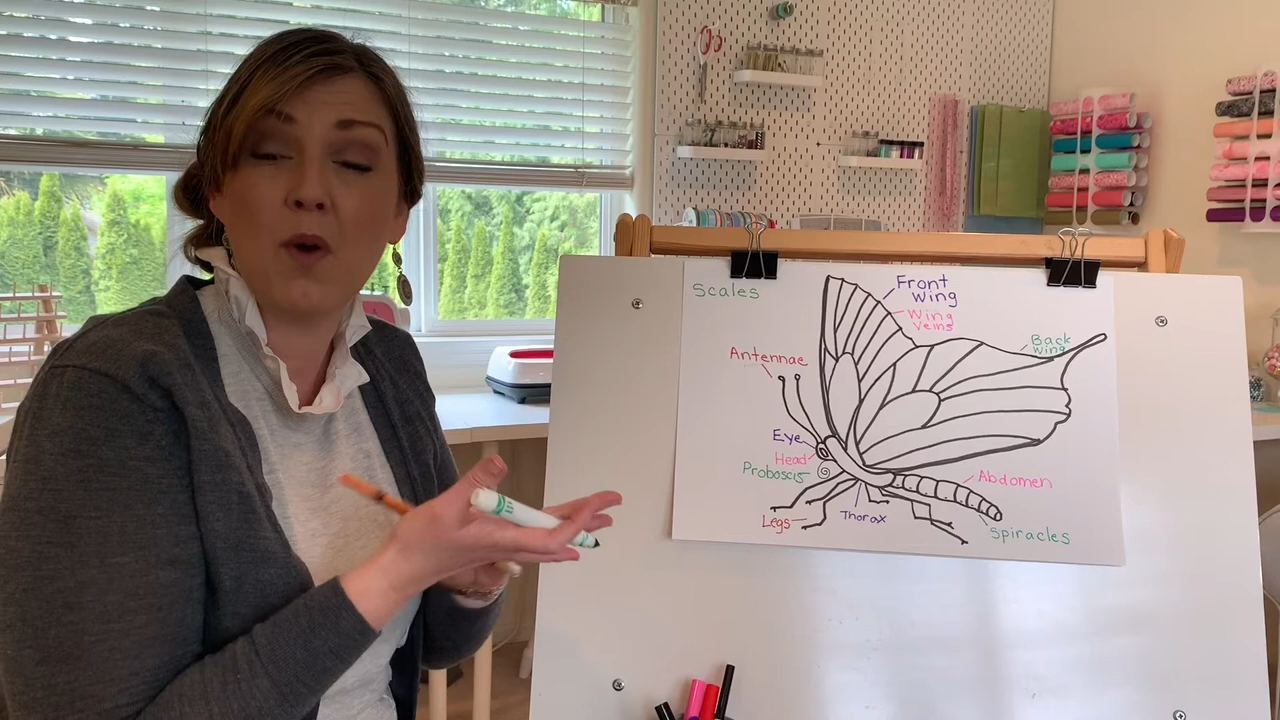 Scales
Front
Wing
Wing
Veins
Back
wing
Antennae
Eye
Head
Proboscis
Abdomen
Legs
Thorax
Spiracles